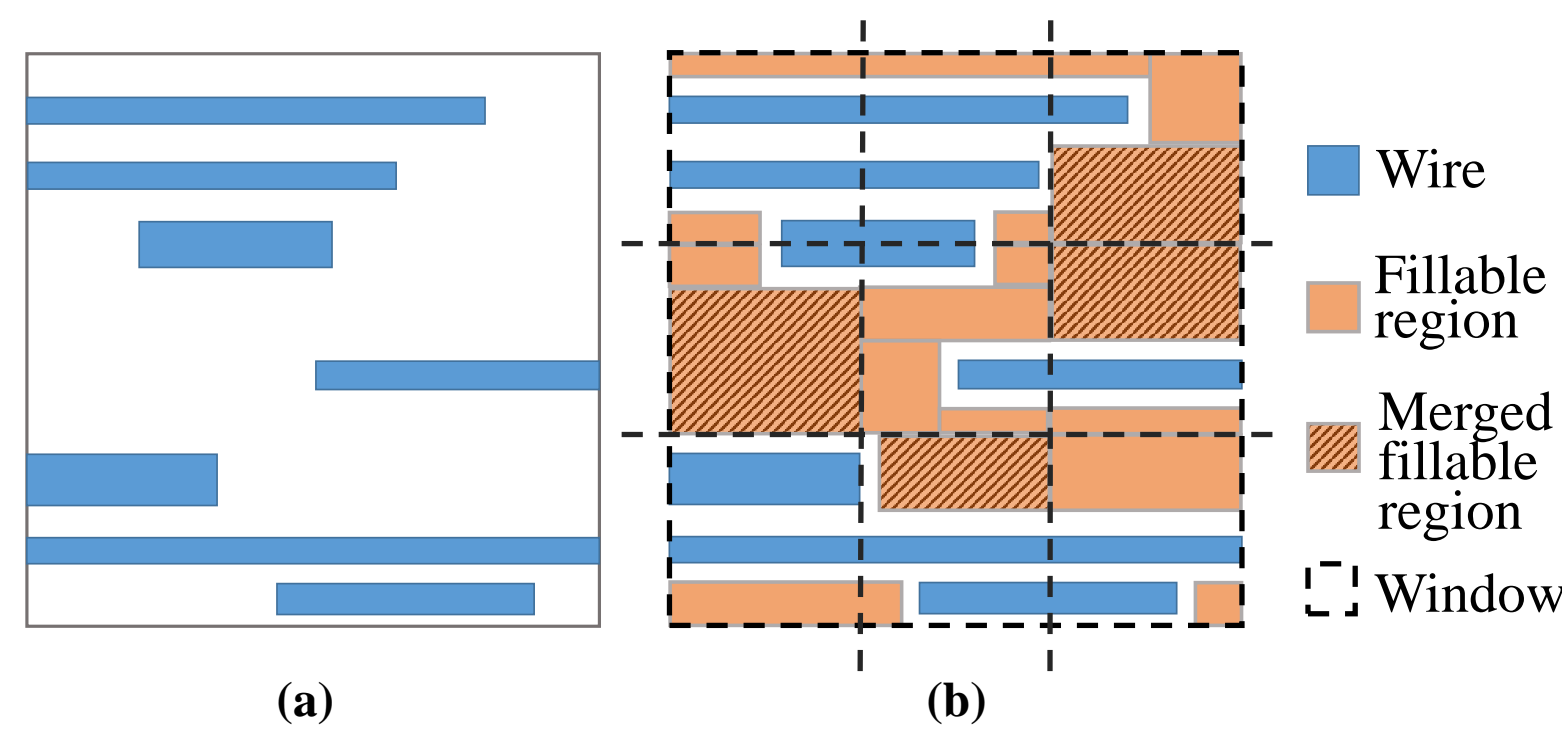 Wire
Fillable
region
Merged
fillable
region
Window
(a)
(b)